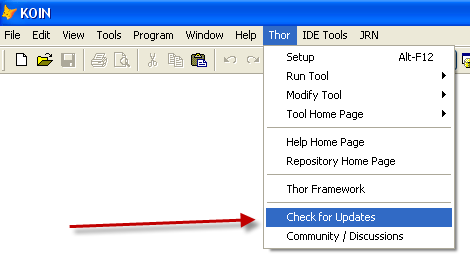 KOIN
File Edit View Tools Program Window Help Thor IDE Tools JRN
Setup Alt-F12
Run Tool
Modify Tool
Tool Home Page
Help Home Page
Repository Home Page
Thor Framework
Check for Updates
Community / Discussions